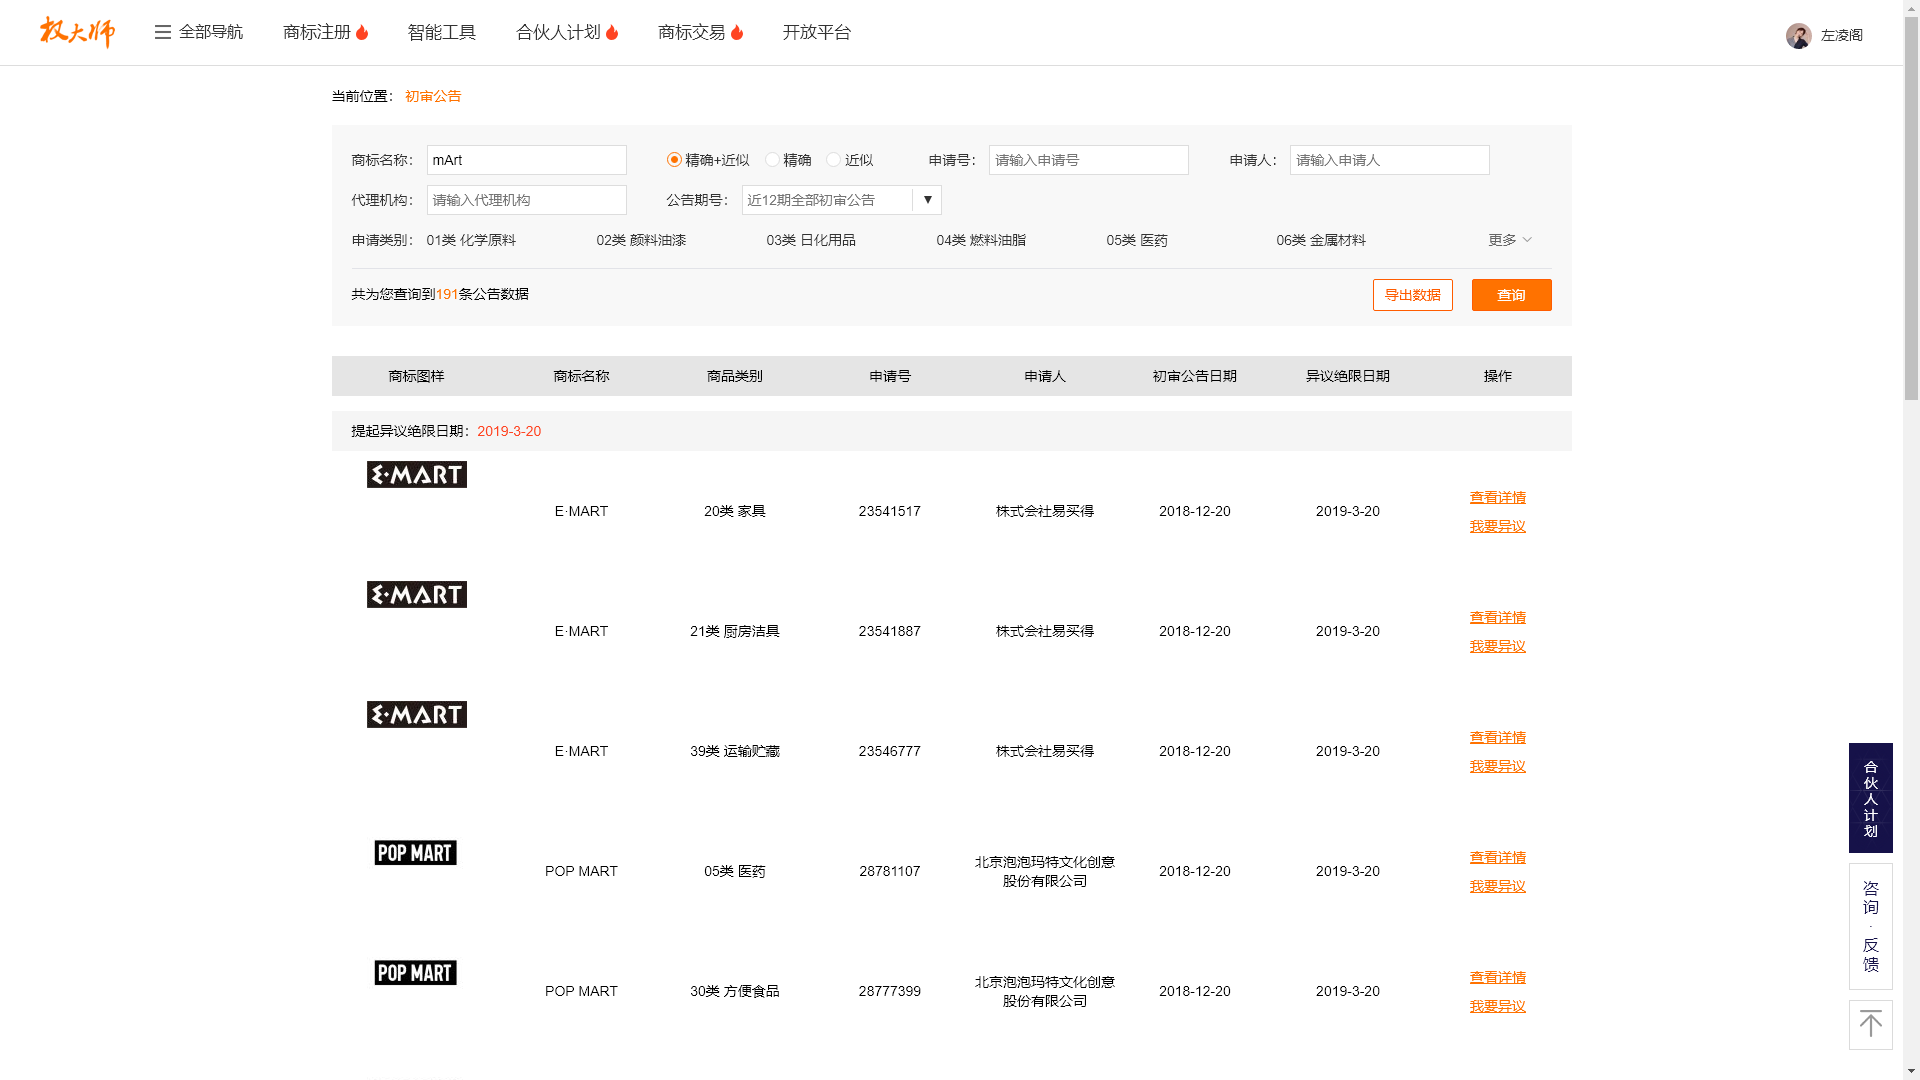 权大师 全部导航 商标注册 智能工具 合伙人计划 商标交易 开放平台 左凌阁
当前位置： 初审公告
商标名称： mArt 精确+近似 精确 近似 申请号： 请输入申请号 申请人： 请输入申请人
代理机构： 请输入代理机构 公告期号： 近12期全部初审公告 ▼
申请类别： 01类 化学原料 02类 颜料油漆 03类 日化用品 04类 燃料油脂 05类 医药 06类 金属材料 更多
共为您查询到191条公告数据 导出数据 查询
商标图样 商标名称 商品类别 申请号 申请人 初审公告日期 异议绝限日期 操作
提起异议绝限日期：2019-3-20
E·MART
E·MART 20类 家具 23541517 株式会社易买得 2018-12-20 2019-3-20 查看详情
我要异议
E·MART
E·MART 21类 厨房洁具 23541887 株式会社易买得 2018-12-20 2019-3-20 查看详情
我要异议
E·MART
E·MART 39类 运输贮藏 23546777 株式会社易买得 2018-12-20 2019-3-20 查看详情
我要异议
POP MART
POP MART 05类 医药 28781107 北京泡泡玛特文化创意
股份有限公司 2018-12-20 2019-3-20 查看详情
我要异议
POP MART
POP MART 30类 方便食品 28777399 北京泡泡玛特文化创意
股份有限公司 2018-12-20 2019-3-20 查看详情
我要异议
合伙人计划
咨询·反馈